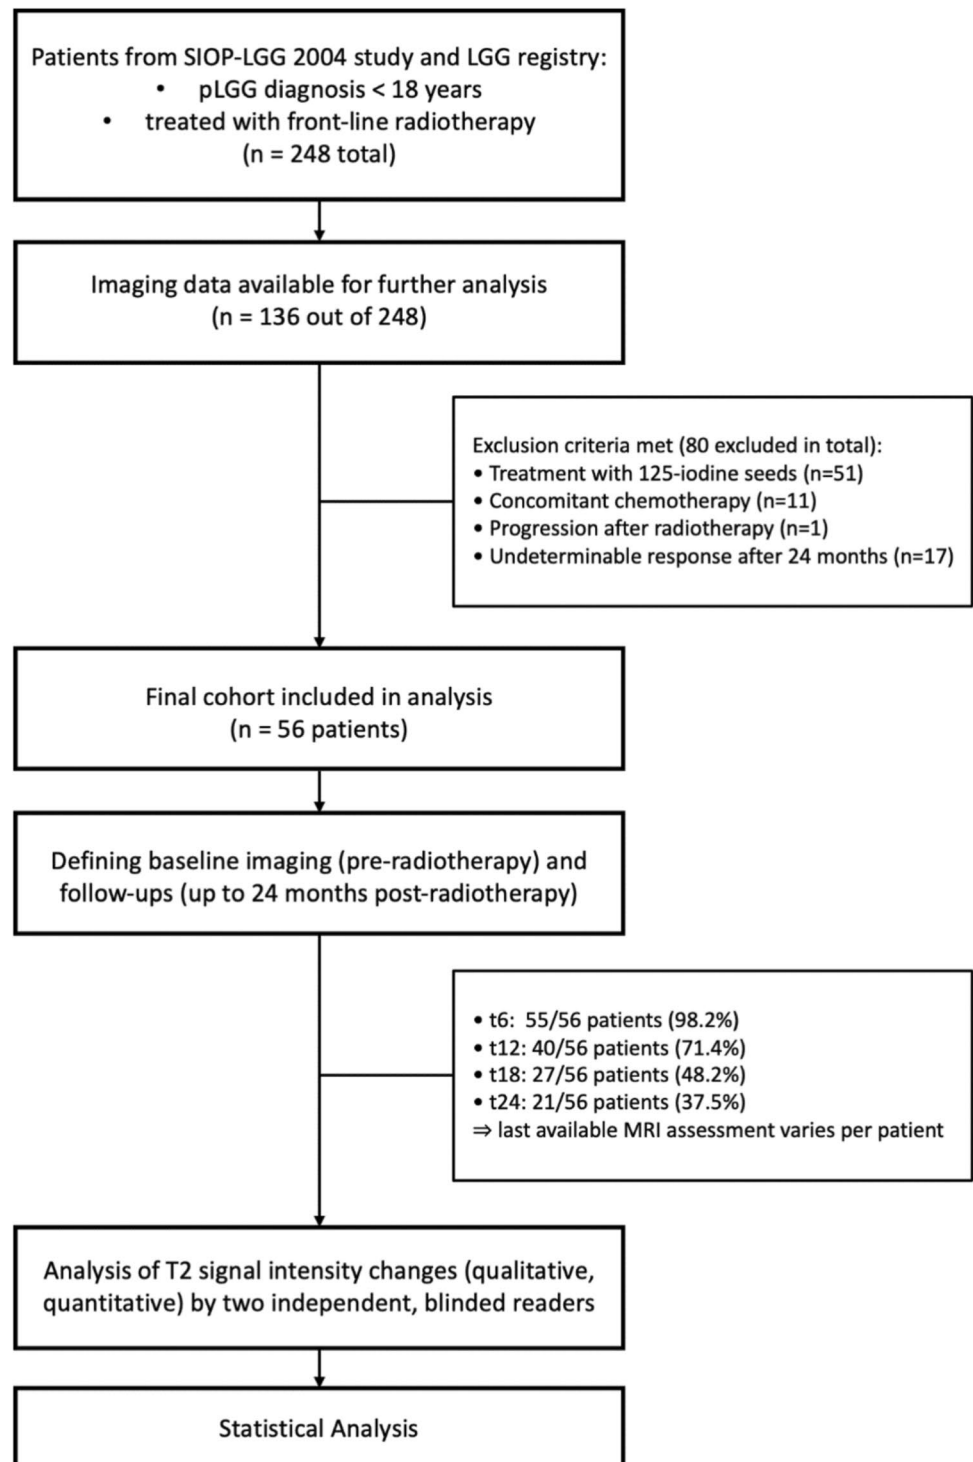 Patients from SIOP-LGG 2004 study and LGG registry:
• pLGG diagnosis < 18 years
• treated with front-line radiotherapy
(n = 248 total)
Imaging data available for further analysis
(n = 136 out of 248)
Exclusion criteria met (80 excluded in total):
• Treatment with 125-iodine seeds (n=51)
• Concomitant chemotherapy (n=11)
• Progression after radiotherapy (n=1)
• Undeterminable response after 24 months (n=17)
Final cohort included in analysis
(n = 56 patients)
Defining baseline imaging (pre-radiotherapy) and
follow-ups (up to 24 months post-radiotherapy)
• t6:  55/56 patients (98.2%)
• t12: 40/56 patients (71.4%)
• t18: 27/56 patients (48.2%)
• t24: 21/56 patients (37.5%)
⇒ last available MRI assessment varies per patient
Analysis of T2 signal intensity changes (qualitative,
quantitative) by two independent, blinded readers
Statistical Analysis